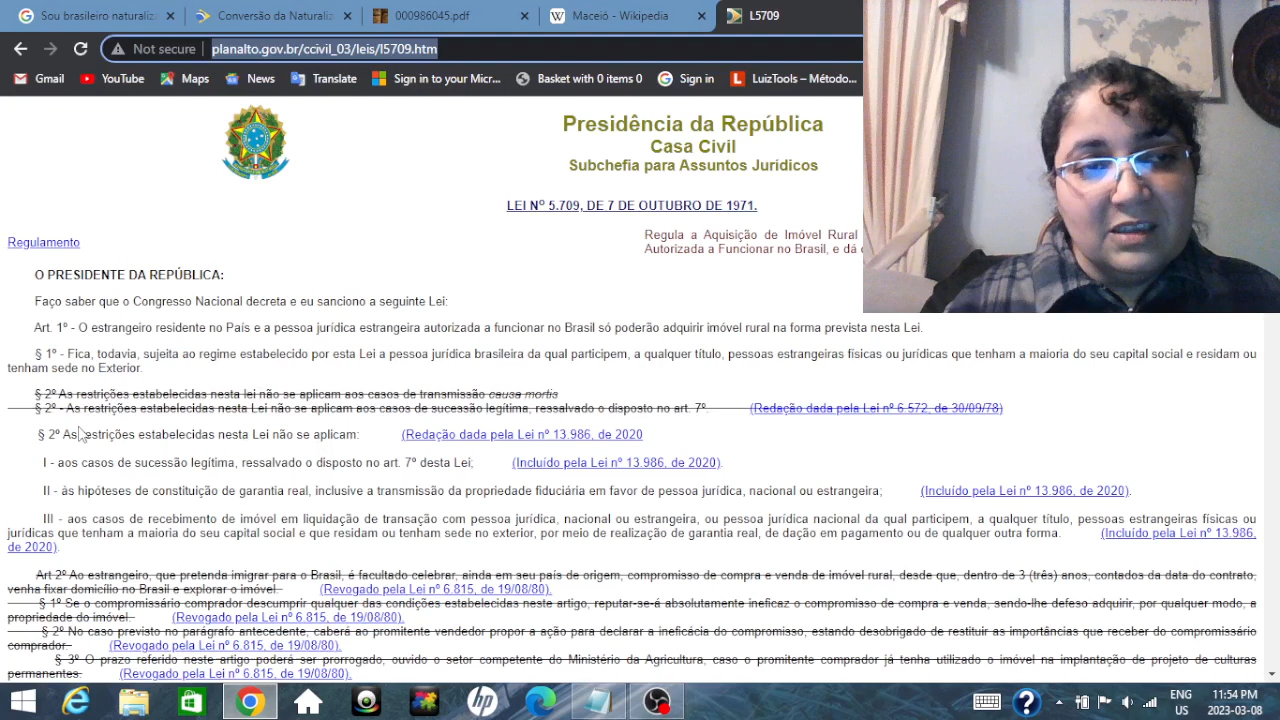 Sou brasileiro naturaliz
Conversão da Naturaliz
000986045.pdf
Maceió - Wikipedia
L5709
Not secure
planalto.gov.br/ccivil_03/leis/l5709.htm
Gmail
YouTube
Maps
News
Translate
Sign in to your Micr...
Basket with 0 items 0
Sign in
LuizTools – Método...
Presidência da República
Casa Civil
Subchefia para Assuntos Jurídicos
LEI Nº 5.709, DE 7 DE OUTUBRO DE 1971.
Regulamento
Regula a Aquisição de Imóvel Rural
Autorizada a Funcionar no Brasil, e dá
O PRESIDENTE DA REPÚBLICA:
Faço saber que o Congresso Nacional decreta e eu sanciono a seguinte Lei:
Art. 1º - O estrangeiro residente no País e a pessoa jurídica estrangeira autorizada a funcionar no Brasil só poderão adquirir imóvel rural na forma prevista nesta Lei.
§ 1º - Fica, todavia, sujeita ao regime estabelecido por esta Lei a pessoa jurídica brasileira da qual participem, a qualquer título, pessoas estrangeiras físicas ou jurídicas que tenham a maioria do seu capital social e residam ou
tenham sede no Exterior.
§ 2º As restrições estabelecidas nesta lei não se aplicam aos casos de transmissão causa mortis
§ 2º - As restrições estabelecidas nesta Lei não se aplicam aos casos de sucessão legítima, ressalvado o disposto no art. 7º. (Redação dada pela Lei nº 6.572, de 30/09/78)
§ 2º As restrições estabelecidas nesta Lei não se aplicam: (Redação dada pela Lei nº 13.986, de 2020
I - aos casos de sucessão legítima, ressalvado o disposto no art. 7º desta Lei; (Incluído pela Lei nº 13.986, de 2020).
II - às hipóteses de constituição de garantia real, inclusive a transmissão da propriedade fiduciária em favor de pessoa jurídica, nacional ou estrangeira; (Incluído pela Lei nº 13.986, de 2020).
III - aos casos de recebimento de imóvel em liquidação de transação com pessoa jurídica, nacional ou estrangeira, ou pessoa jurídica nacional da qual participem, a qualquer título, pessoas estrangeiras físicas ou
jurídicas que tenham a maioria do seu capital social e que residam ou tenham sede no exterior, por meio de realização de garantia real, de dação em pagamento ou de qualquer outra forma. (Incluído pela Lei nº 13.986,
de 2020).
Art 2º Ao estrangeiro, que pretenda imigrar para o Brasil, é facultado celebrar, ainda em seu país de origem, compromisso de compra e venda de imóvel rural, desde que, dentro de 3 (três) anos, contados da data do contrato,
venha fixar domicílio no Brasil e explorar o imóvel. (Revogado pela Lei nº 6.815, de 19/08/80).
§ 1º Se o compromissário comprador descumprir qualquer das condições estabelecidas neste artigo, reputar-se-á absolutamente ineficaz o compromisso de compra e venda, sendo-lhe defeso adquirir, por qualquer modo, a
propriedade do imóvel. (Revogado pela Lei nº 6.815, de 19/08/80).
§ 2º No caso previsto no parágrafo antecedente, caberá ao promitente vendedor propor a ação para declarar a ineficácia do compromisso, estando desobrigado de restituir as importâncias que receber do compromissário
comprador. (Revogado pela Lei nº 6.815, de 19/08/80).
§ 3º O prazo referido neste artigo poderá ser prorrogado, ouvido o setor competente do Ministério da Agricultura, caso o promitente comprador já tenha utilizado o imóvel na implantação de projeto de culturas
permanentes. (Revogado pela Lei nº 6.815, de 19/08/80).
ENG
US
11:54 PM
2023-03-08